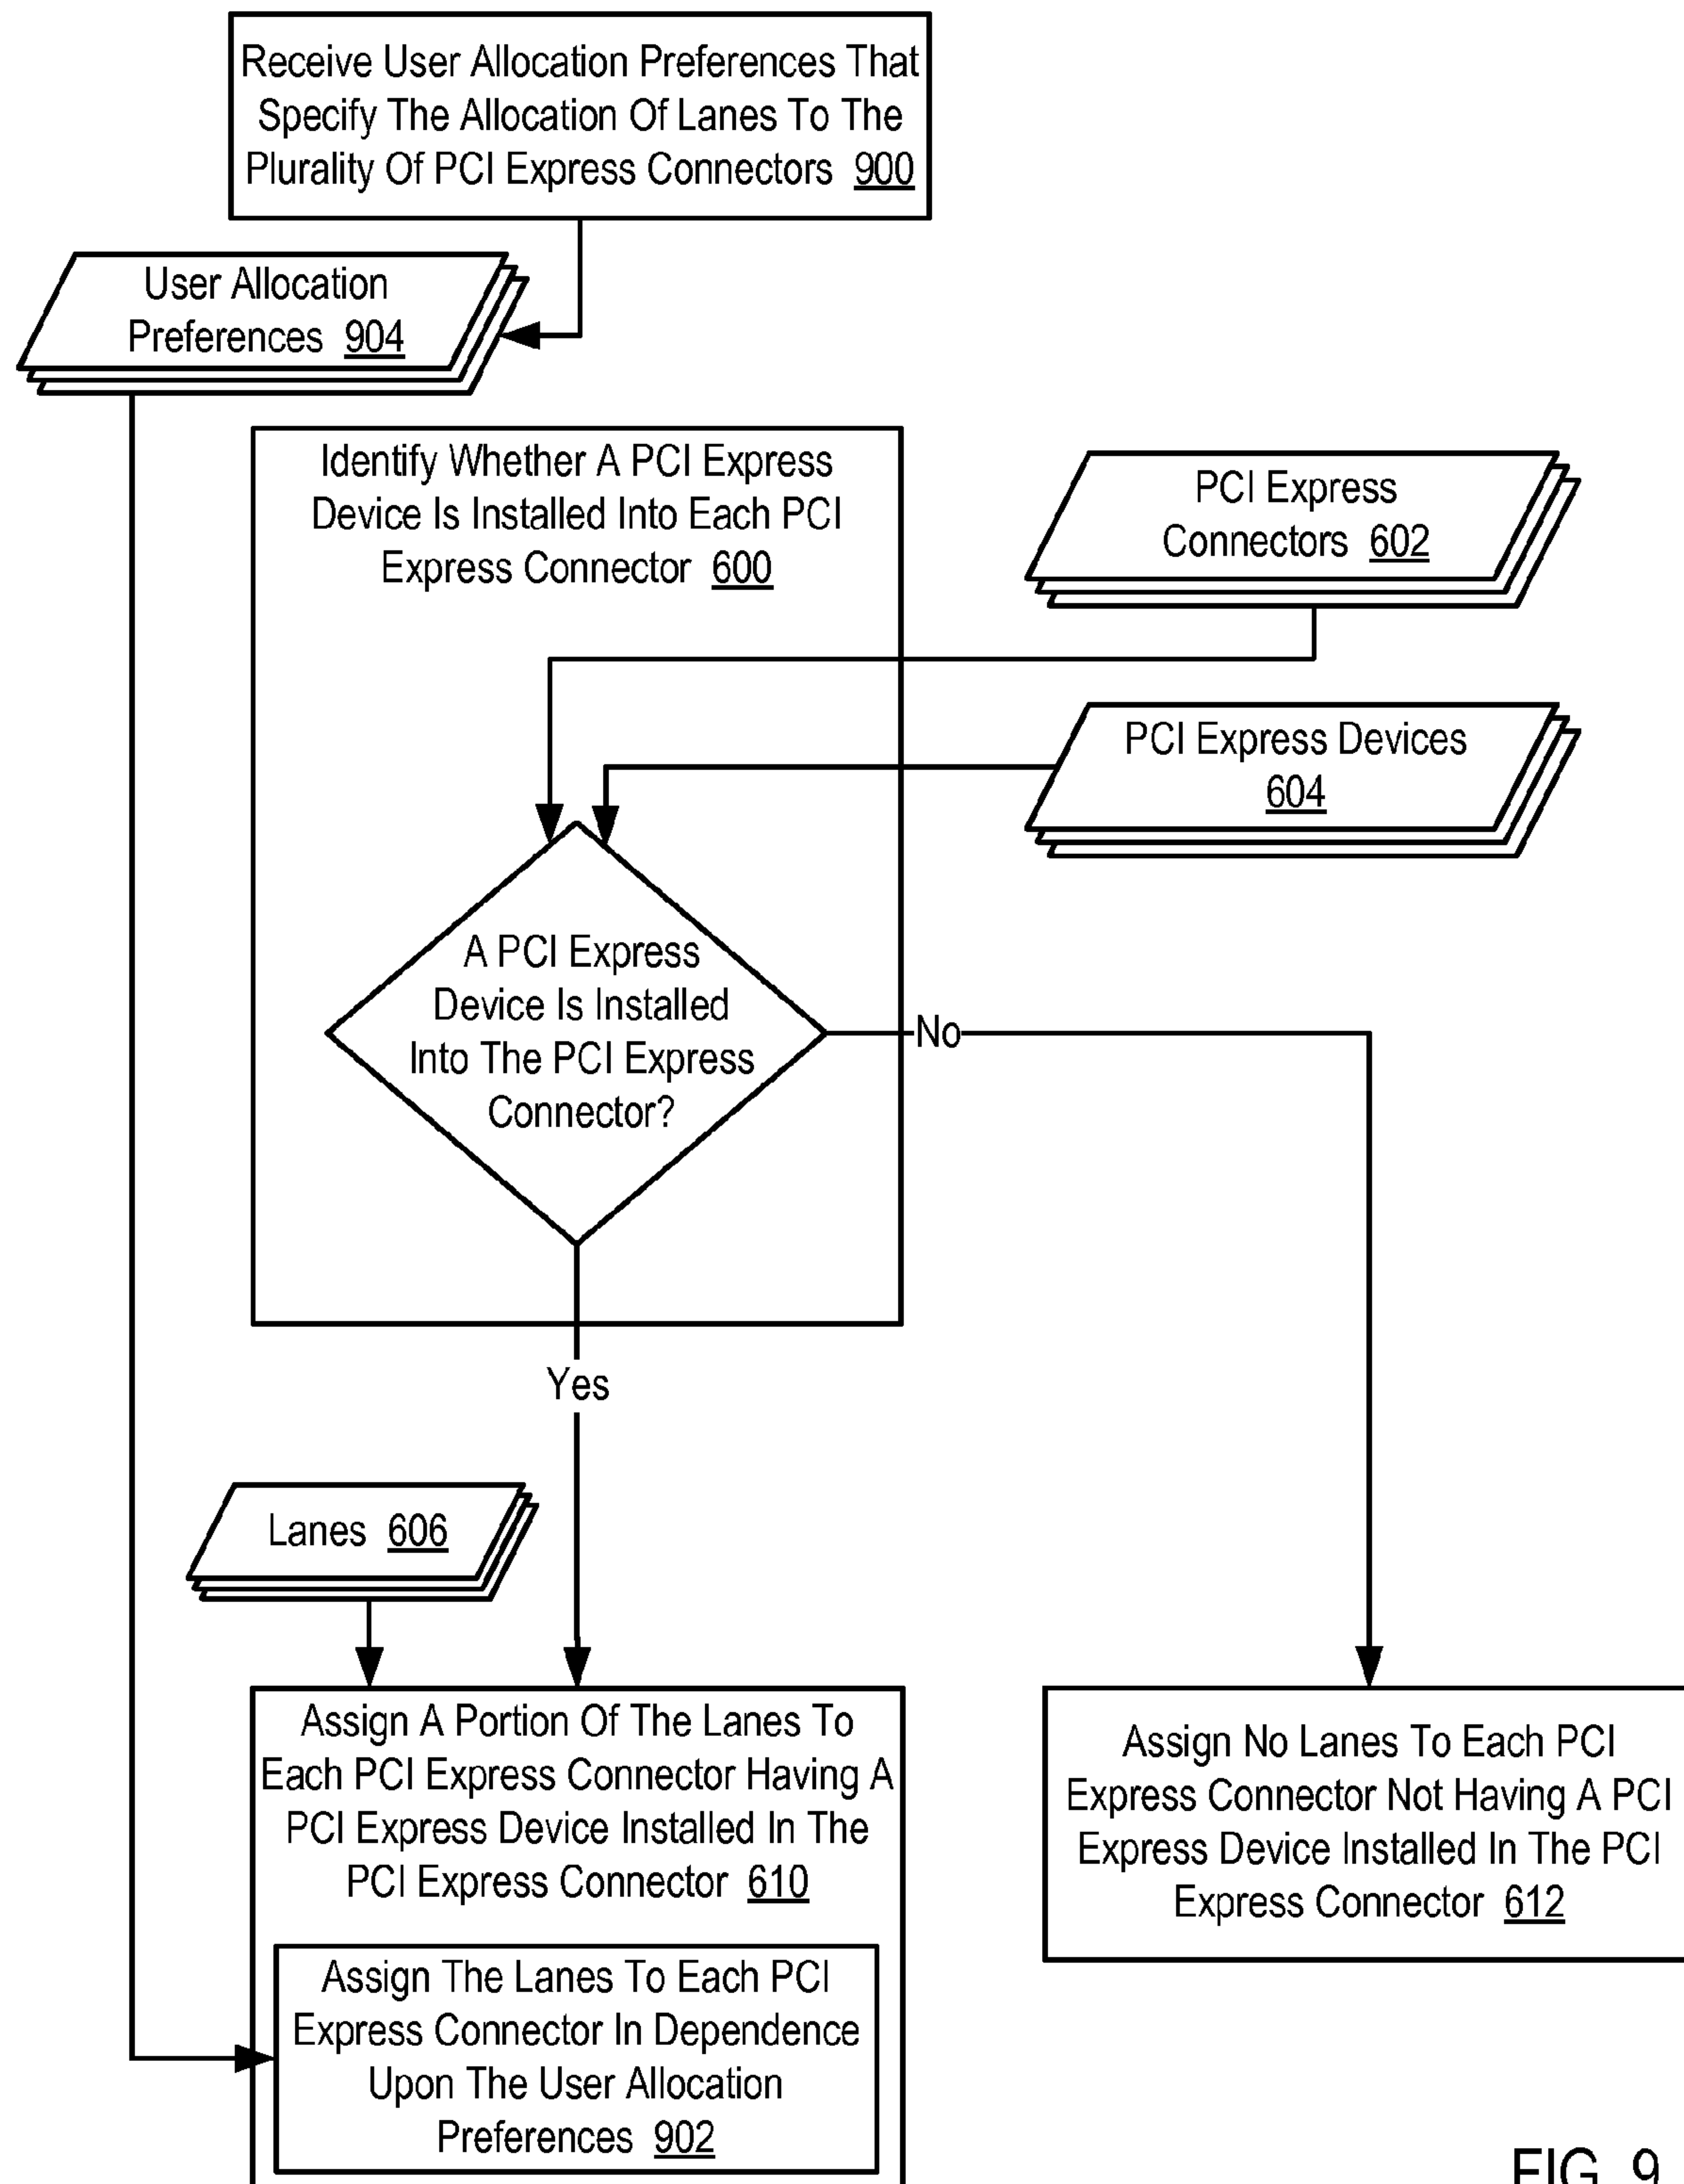 Receive User Allocation Preferences That
Specify The Allocation Of Lanes To The
Plurality Of PCI Express Connectors 900
User Allocation
Preferences 904
Identify Whether A PCI Express
Device Is Installed Into Each PCI
Express Connector 600
PCI Express
Connectors 602
PCI Express Devices
604
A PCI Express
Device Is Installed
Into The PCI Express
Connector?
No
Yes
Lanes 606
Assign A Portion Of The Lanes To
Each PCI Express Connector Having A
PCI Express Device Installed In The
PCI Express Connector 610
Assign No Lanes To Each PCI
Express Connector Not Having A PCI
Express Device Installed In The PCI
Express Connector 612
Assign The Lanes To Each PCI
Express Connector In Dependence
Upon The User Allocation
Preferences 902
FIG. 9